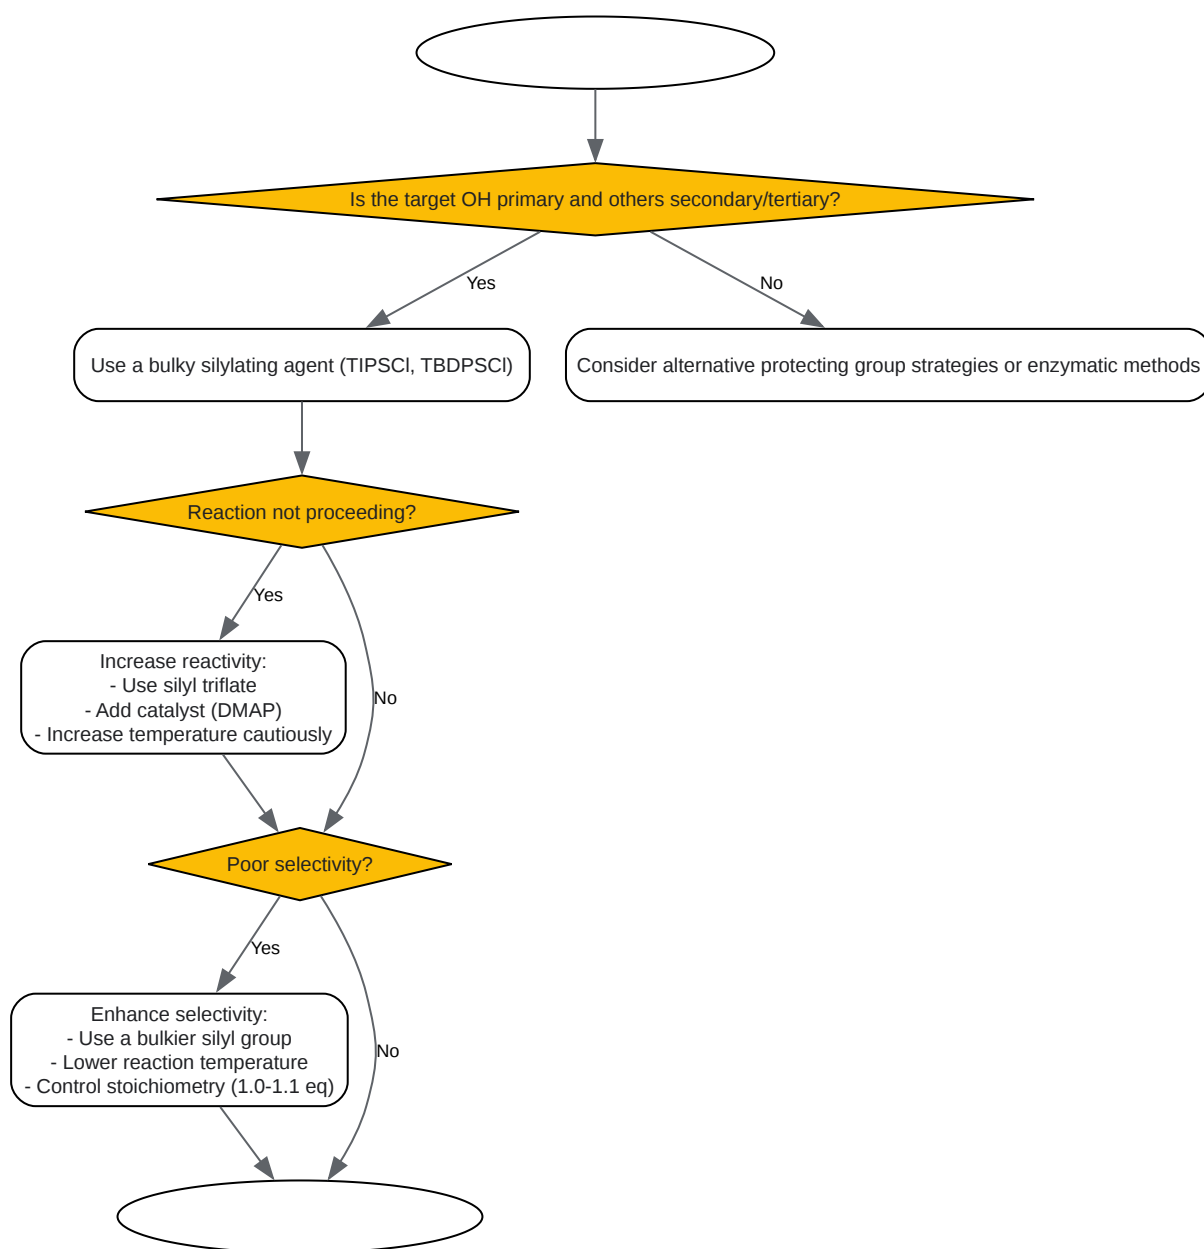 Is the target OH primary and others secondary/tertiary?
Yes
No
Use a bulky silylating agent (TIPSCl, TBDPSCl)
Consider alternative protecting group strategies or enzymatic methods
Reaction not proceeding?
Yes
Increase reactivity:
- Use silyl triflate
- Add catalyst (DMAP)
- Increase temperature cautiously
No
Poor selectivity?
Yes
Enhance selectivity:
- Use a bulkier silyl group
- Lower reaction temperature
- Control stoichiometry (1.0-1.1 eq)
No